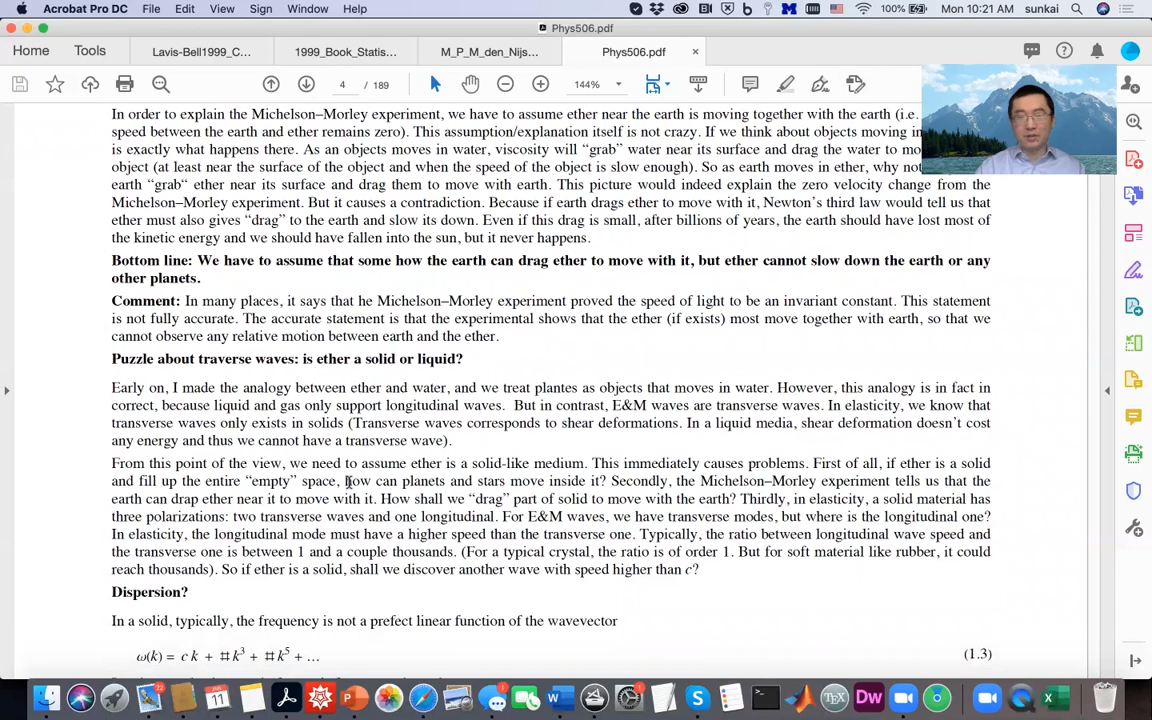 Acrobat Pro DC File Edit View Sign Window Help 100% Mon 10:21 AM sunkai
Phys506.pdf
Home Tools Lavis-Bell1999_C... 1999_Book_Statis... M_P_M_den_Nijs... Phys506.pdf ×
4 / 189 144%
In order to explain the Michelson–Morley experiment, we have to assume ether near the earth is moving together with the earth (i.e.
speed between the earth and ether remains zero). This assumption/explanation itself is not crazy. If we think about objects moving in
is exactly what happens there. As an objects moves in water, viscosity will “grab” water near its surface and drag the water to mo
object (at least near the surface of the object and when the speed of the object is slow enough). So as earth moves in ether, why not
earth “grab” ether near its surface and drag them to move with earth. This picture would indeed explain the zero velocity change from the
Michelson–Morley experiment. But it causes a contradiction. Because if earth drags ether to move with it, Newton’s third law would tell us that
ether must also gives “drag” to the earth and slow its down. Even if this drag is small, after billions of years, the earth should have lost most of
the kinetic energy and we should have fallen into the sun, but it never happens.
Bottom line: We have to assume that some how the earth can drag ether to move with it, but ether cannot slow down the earth or any
other planets.
Comment: In many places, it says that he Michelson–Morley experiment proved the speed of light to be an invariant constant. This statement
is not fully accurate. The accurate statement is that the experimental shows that the ether (if exists) most move together with earth, so that we
cannot observe any relative motion between earth and the ether.
Puzzle about traverse waves: is ether a solid or liquid?
Early on, I made the analogy between ether and water, and we treat plantes as objects that moves in water. However, this analogy is in fact in
correct, because liquid and gas only support longitudinal waves. But in contrast, E&M waves are transverse waves. In elasticity, we know that
transverse waves only exists in solids (Transverse waves corresponds to shear deformations. In a liquid media, shear deformation doesn’t cost
any energy and thus we cannot have a transverse wave).
From this point of the view, we need to assume ether is a solid-like medium. This immediately causes problems. First of all, if ether is a solid
and fill up the entire “empty” space, how can planets and stars move inside it? Secondly, the Michelson–Morley experiment tells us that the
earth can drap ether near it to move with it. How shall we “drag” part of solid to move with the earth? Thirdly, in elasticity, a solid material has
three polarizations: two transverse waves and one longitudinal. For E&M waves, we have transverse modes, but where is the longitudinal one?
In elasticity, the longitudinal mode must have a higher speed than the transverse one. Typically, the ratio between longitudinal wave speed and
the transverse one is between 1 and a couple thousands. (For a typical crystal, the ratio is of order 1. But for soft material like rubber, it could
reach thousands). So if ether is a solid, shall we discover another wave with speed higher than c?
Dispersion?
In a solid, typically, the frequency is not a prefect linear function of the wavevector
ω(k) = c k + # k³ + # k⁵ + … (1.3)